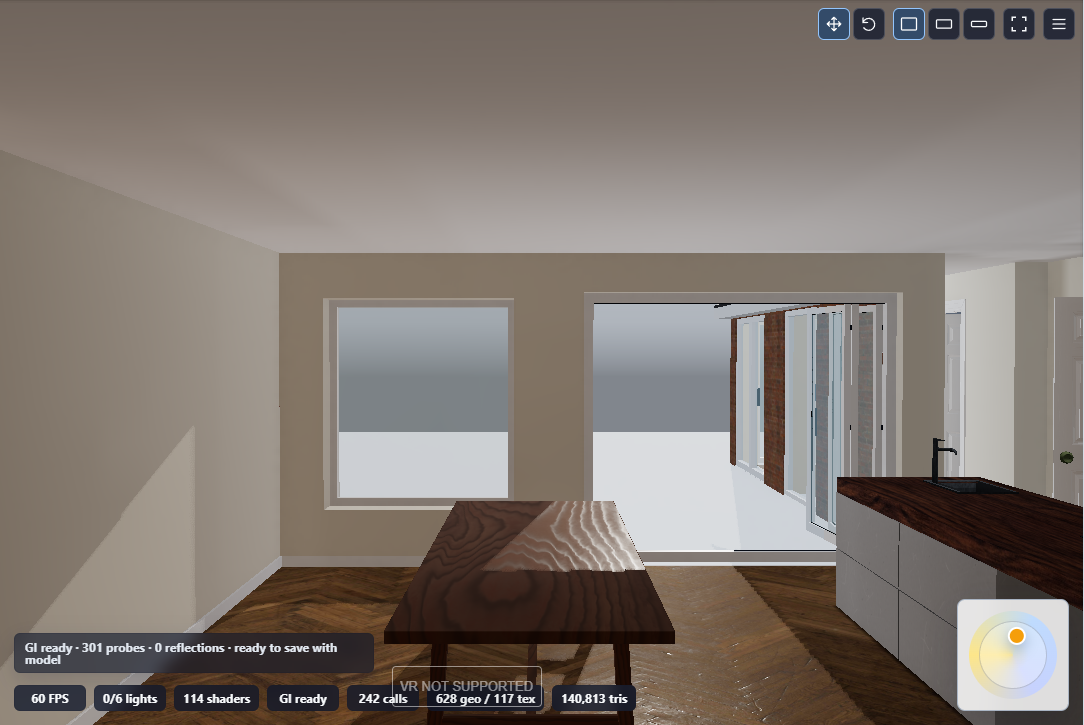 GI ready · 301 probes · 0 reflections · ready to save with
model
60 FPS
0/6 lights
114 shaders
GI ready
242 calls
628 geo / 117 tex
140,813 tris
VR NOT SUPPORTED